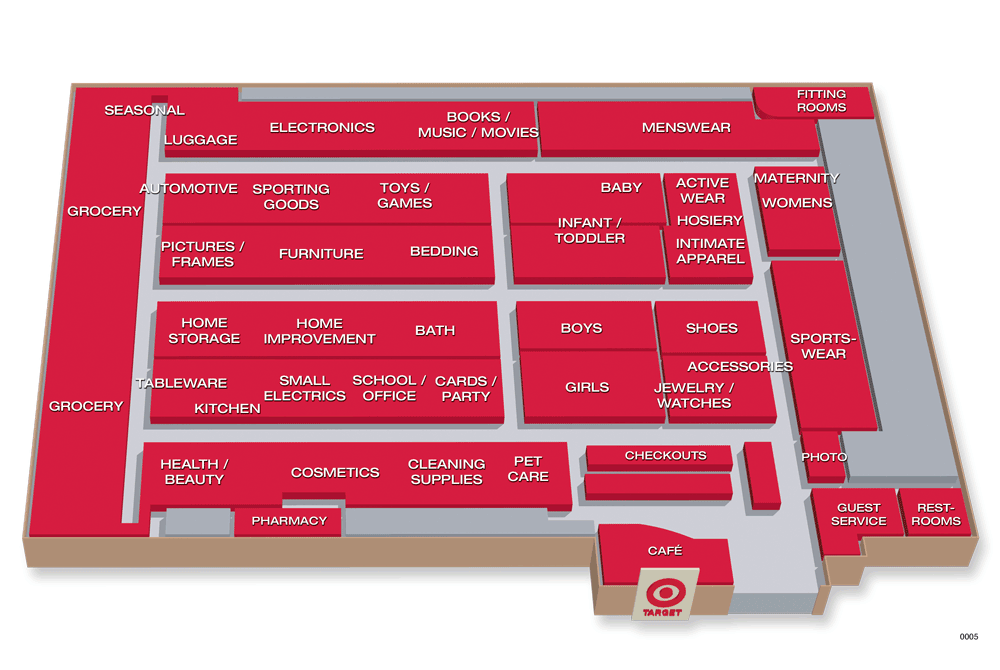 SEASONAL
LUGGAGE
ELECTRONICS
BOOKS /
MUSIC / MOVIES
MENSWEAR
FITTING
ROOMS
GROCERY
AUTOMOTIVE
SPORTING
GOODS
TOYS /
GAMES
BABY
INFANT /
TODDLER
ACTIVE
WEAR
HOSIERY
INTIMATE
APPAREL
MATERNITY
WOMENS
PICTURES /
FRAMES
FURNITURE
BEDDING
HOME
STORAGE
HOME
IMPROVEMENT
BATH
BOYS
SHOES
SPORTS-
WEAR
TABLEWARE
KITCHEN
SMALL
ELECTRICS
SCHOOL /
OFFICE
CARDS /
PARTY
GIRLS
ACCESSORIES
JEWELRY /
WATCHES
GROCERY
HEALTH /
BEAUTY
COSMETICS
CLEANING
SUPPLIES
PET
CARE
CHECKOUTS
PHOTO
PHARMACY
GUEST
SERVICE
REST-
ROOMS
CAFÉ
TARGET
0005